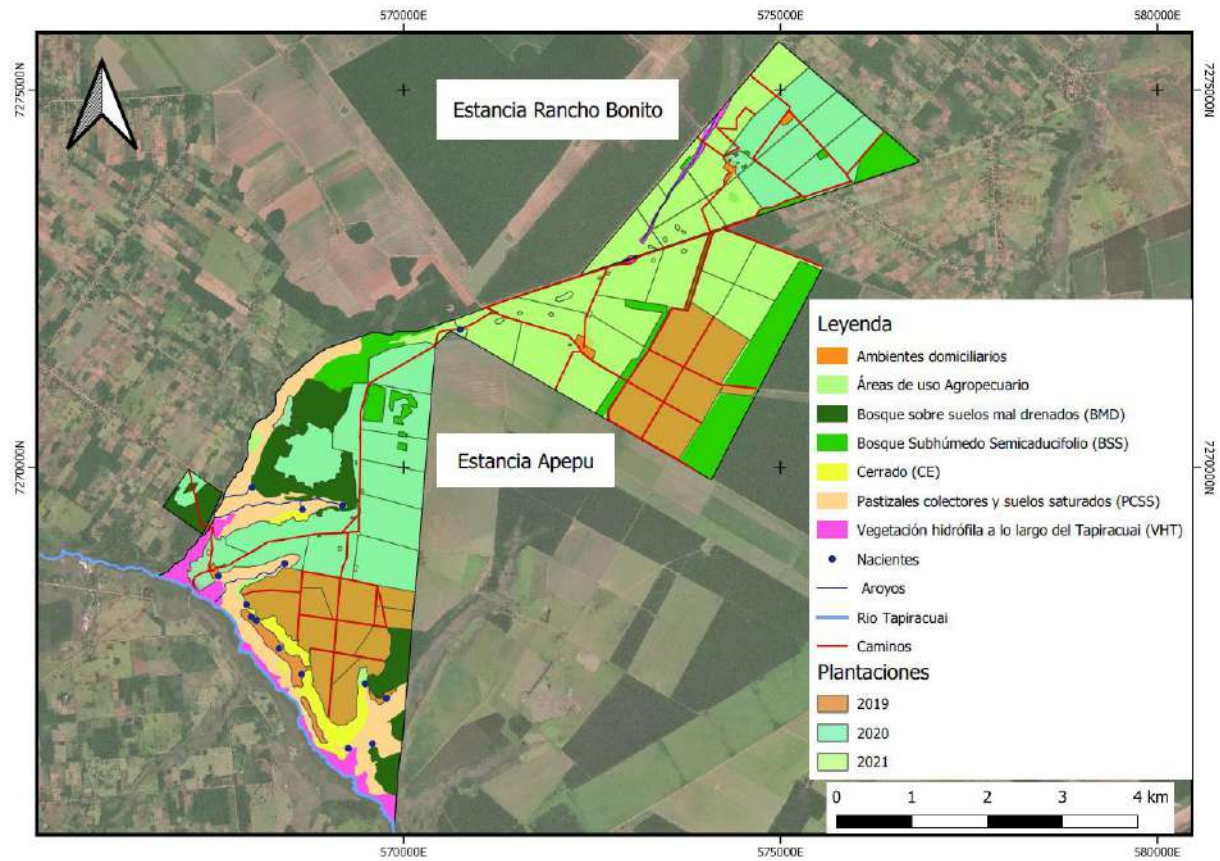 570000E
575000E
580000E
7275000N
7275000N
Estancia Rancho Bonito
Leyenda
Ambientes domiciliarios
Áreas de uso Agropecuario
Bosque sobre suelos mal drenados (BMD)
Bosque Subhúmedo Semicaducifolio (BSS)
Cerrado (CE)
Pastizales colectores y suelos saturados (PCSS)
Vegetación hidrófila a lo largo del Tapiracuai (VHT)
Nacientes
Aroyos
Rio Tapiracuai
Caminos
Plantaciones
2019
2020
2021
Estancia Apepu
7270000N
7270000N
0 1 2 3 4 km
570000E
575000E
580000E